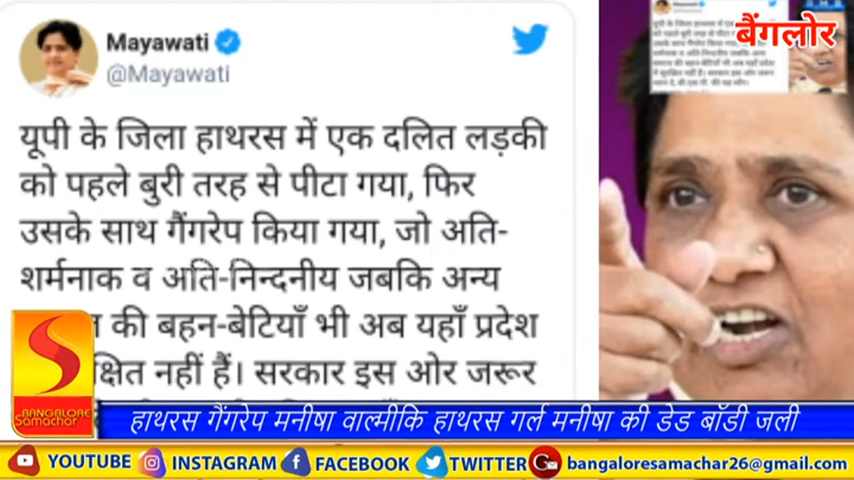 Mayawati
@Mayawati
यूपी के जिला हाथरस में एक दलित लड़की
को पहले बुरी तरह से पीटा गया, फिर
उसके साथ गैंगरेप किया गया, जो अति-
शर्मनाक व अति-निन्दनीय जबकि अन्य
की बहन-बेटियाँ भी अब यहाँ प्रदेश
नहीं हैं। सरकार इस ओर जरूर
बैंगलोर
Mayawati
BANGALORE
Samachar
हाथरस गैंगरेप मनीषा वाल्मीकि हाथरस गर्ल मनीषा की डेड बॉडी जली
YOUTUBE INSTAGRAM FACEBOOK TWITTER bangaloresamachar26@gmail.com